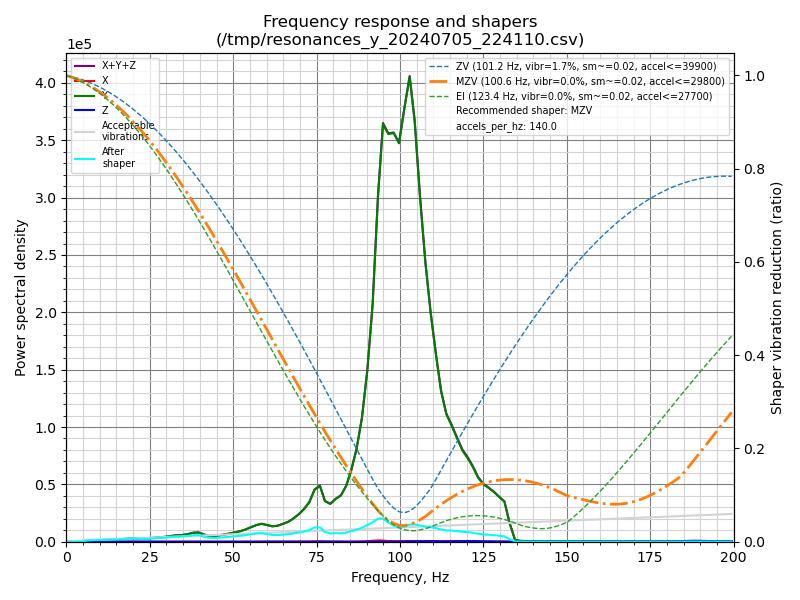 Frequency response and shapers
(/tmp/resonances_y_20240705_224110.csv)
1e5
X+Y+Z
X
Z
Acceptable
vibrations
After
shaper
ZV (101.2 Hz, vibr=1.7%, sm~=0.02, accel<=39900)
MZV (100.6 Hz, vibr=0.0%, sm~=0.02, accel<=29800)
EI (123.4 Hz, vibr=0.0%, sm~=0.02, accel<=27700)
Recommended shaper: MZV
accels_per_hz: 140.0
Power spectral density
4.0
3.5
3.0
2.5
2.0
1.5
1.0
0.5
0.0
1.0
0.8
0.6
0.4
0.2
0.0
Shaper vibration reduction (ratio)
0 25 50 75 100 125 150 175 200
Frequency, Hz